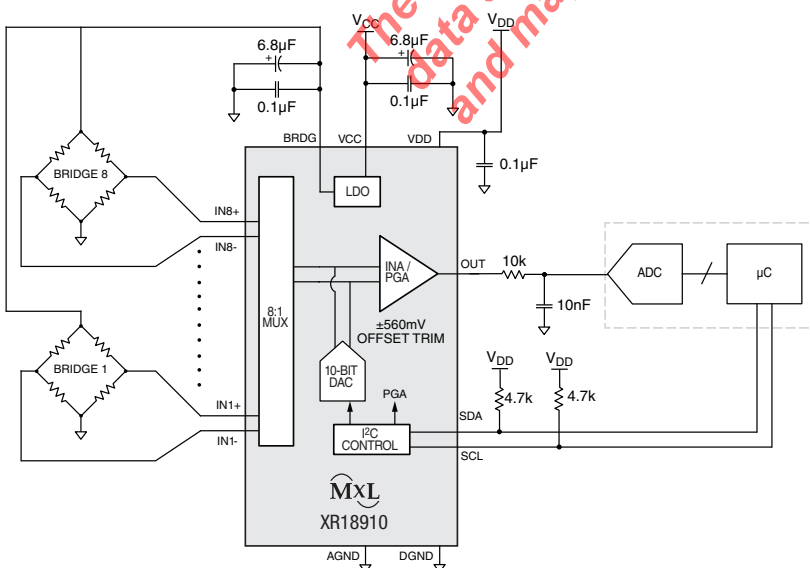 The
data
and ma
VCC
VDD
6.8µF
+
6.8µF
+
0.1µF
0.1µF
BRDG
VCC
VDD
0.1µF
BRIDGE 8
LDO
IN8+
IN8-
OUT
10k
INA /
PGA
ADC
µC
8:1
MUX
10nF
±560mV
OFFSET TRIM
BRIDGE 1
10-BIT
DAC
VDD
VDD
PGA
4.7k
4.7k
IN1+
SDA
I²C
CONTROL
IN1-
SCL
MxL
XR18910
AGND
DGND